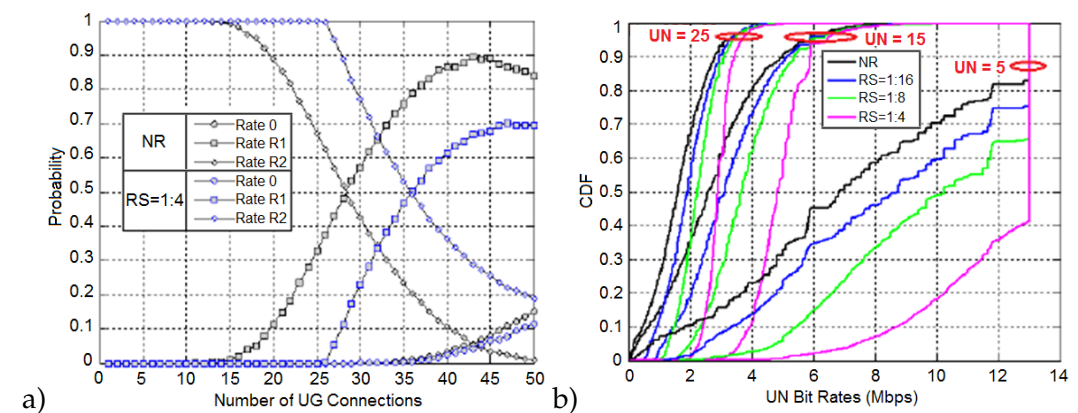 a)
Probability
1
0.9
0.8
0.7
0.6
0.5
0.4
0.3
0.2
0.1
0
0 5 10 15 20 25 30 35 40 45 50
Number of UG Connections
NR
Rate 0
Rate R1
Rate R2
RS=1:4
Rate 0
Rate R1
Rate R2
b)
CDF
1
0.9
0.8
0.7
0.6
0.5
0.4
0.3
0.2
0.1
0
0 2 4 6 8 10 12 14
UN Bit Rates (Mbps)
UN = 25
UN = 15
UN = 5
NR
RS=1:16
RS=1:8
RS=1:4